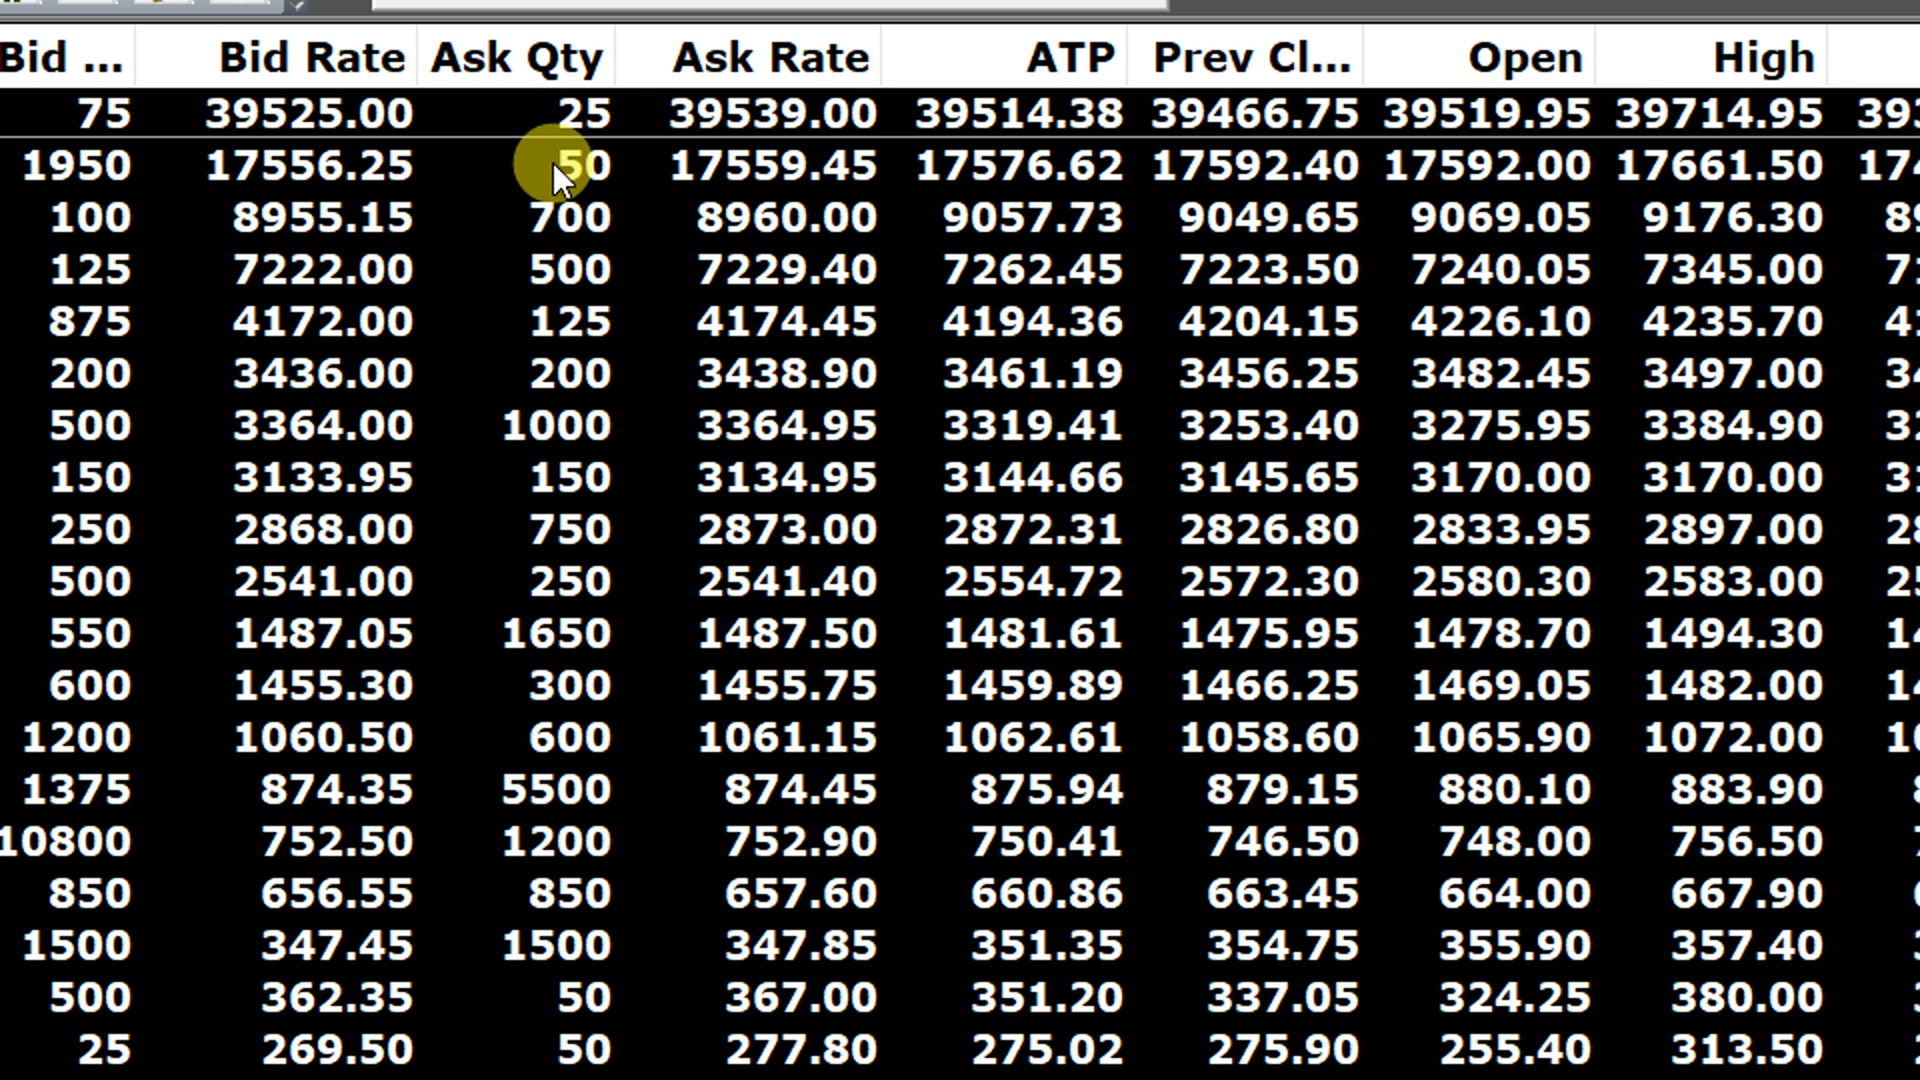 Bid ... Bid Rate Ask Qty Ask Rate ATP Prev Cl... Open High
75 39525.00 25 39539.00 39514.38 39466.75 39519.95 39714.95 393
1950 17556.25 50 17559.45 17576.62 17592.40 17592.00 17661.50 174
100 8955.15 700 8960.00 9057.73 9049.65 9069.05 9176.30 89
125 7222.00 500 7229.40 7262.45 7223.50 7240.05 7345.00 71
875 4172.00 125 4174.45 4194.36 4204.15 4226.10 4235.70 41
200 3436.00 200 3438.90 3461.19 3456.25 3482.45 3497.00 34
500 3364.00 1000 3364.95 3319.41 3253.40 3275.95 3384.90 32
150 3133.95 150 3134.95 3144.66 3145.65 3170.00 3170.00 31
250 2868.00 750 2873.00 2872.31 2826.80 2833.95 2897.00 28
500 2541.00 250 2541.40 2554.72 2572.30 2580.30 2583.00 25
550 1487.05 1650 1487.50 1481.61 1475.95 1478.70 1494.30 14
600 1455.30 300 1455.75 1459.89 1466.25 1469.05 1482.00 14
1200 1060.50 600 1061.15 1062.61 1058.60 1065.90 1072.00 10
1375 874.35 5500 874.45 875.94 879.15 880.10 883.90
10800 752.50 1200 752.90 750.41 746.50 748.00 756.50
850 656.55 850 657.60 660.86 663.45 664.00 667.90
1500 347.45 1500 347.85 351.35 354.75 355.90 357.40
500 362.35 50 367.00 351.20 337.05 324.25 380.00
25 269.50 50 277.80 275.02 275.90 255.40 313.50